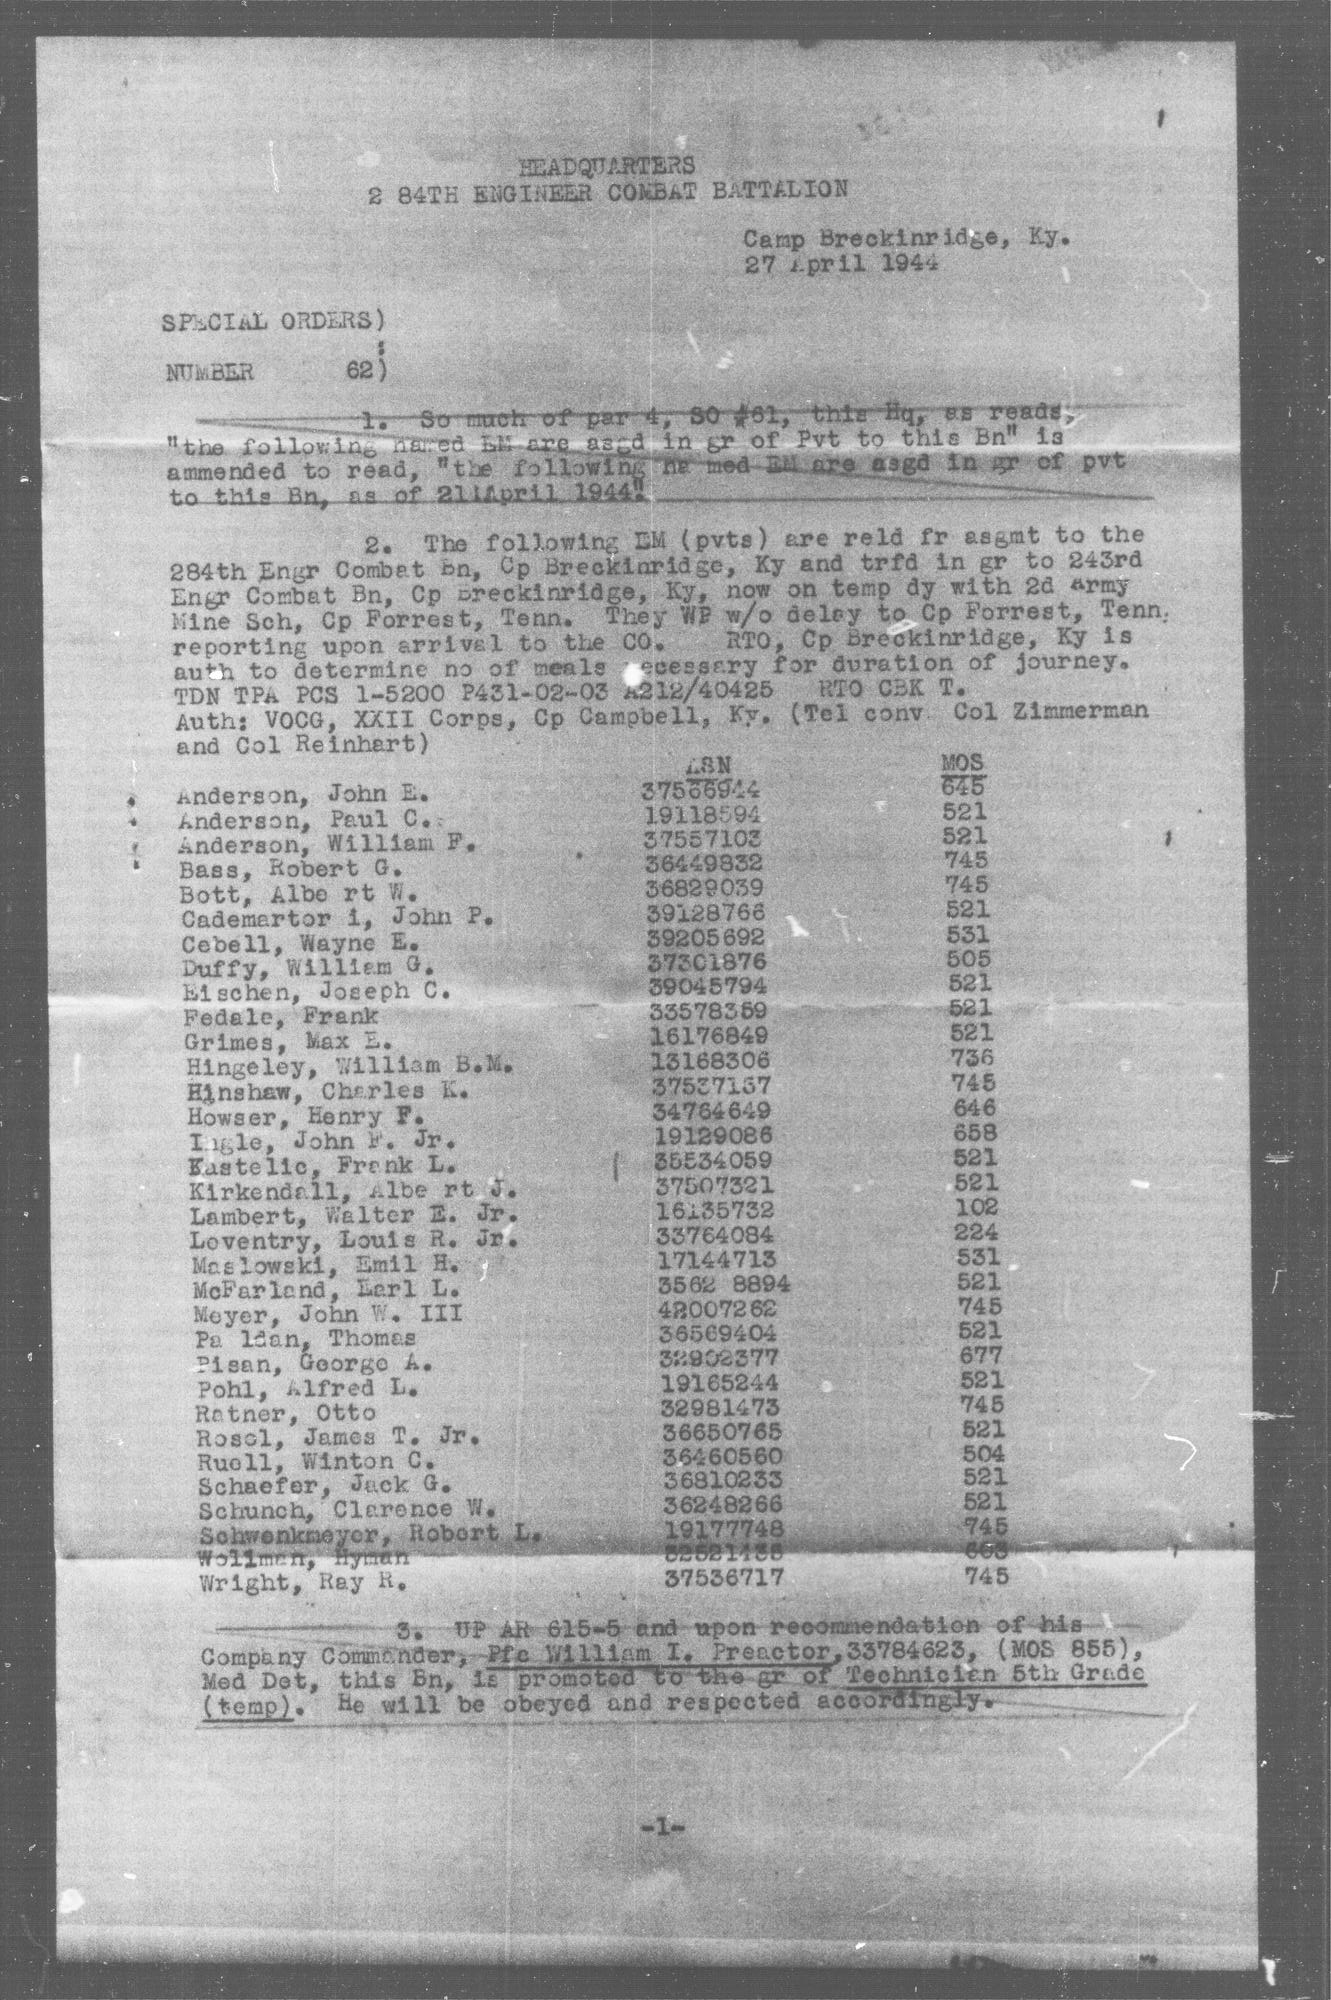 HEADQUARTERS
2 84TH ENGINEER COMBAT BATTALION
Camp Breckinridge, Ky.
27 April 1944
SPECIAL ORDERS)
:
NUMBER 62)
1. So much of par 4, SO #61, this Hq, as reads,
"the following named EM are asgd in gr of Pvt to this Bn" is
ammended to read, "the following na med EM are asgd in gr of pvt
to this Bn, as of 21 April 1944".
2. The following EM (pvts) are reld fr asgmt to the
284th Engr Combat Bn, Cp Breckinridge, Ky and trfd in gr to 243rd
Engr Combat Bn, Cp Breckinridge, Ky, now on temp dy with 2d Army
Mine Sch, Cp Forrest, Tenn. They WP w/o delay to Cp Forrest, Tenn.
reporting upon arrival to the CO. RTO, Cp Breckinridge, Ky is
auth to determine no of meals necessary for duration of journey.
TDN TPA PCS 1-5200 P431-02-03 A212/40425 RTO CBK T.
Auth: VOCG, XXII Corps, Cp Campbell, Ky. (Tel conv Col Zimmerman
and Col Reinhart)
ASN MOS
Anderson, John E. 37566944 645
Anderson, Paul C. 19118594 521
Anderson, William F. 37557103 521
Bass, Robert G. 36449832 745
Bott, Albe rt W. 36829039 745
Cademartor i, John P. 39128766 521
Cebell, Wayne E. 39205692 531
Duffy, William G. 37301876 505
Eischen, Joseph C. 39045794 521
Fedale, Frank 33578359 521
Grimes, Max E. 16176849 521
Hingeley, William B.M. 13168306 736
Hinshaw, Charles K. 37537157 745
Howser, Henry F. 34764649 646
Ingle, John F. Jr. 19129086 658
Kastelic, Frank L. 35534059 521
Kirkendall, Albe rt J. 37507321 521
Lambert, Walter E. Jr. 16135732 102
Leventry, Louis R. Jr. 33764084 224
Maslowski, Emil H. 17144713 531
McFarland, Earl L. 3562 8894 521
Meyer, John W. III 42007262 745
Pa ldan, Thomas 36569404 521
Pisan, George A. 32902377 677
Pohl, Alfred L. 19165244 521
Ratner, Otto 32981473 745
Rosol, James T. Jr. 36650765 521
Ruell, Winton C. 36460560 504
Schaefer, Jack G. 36810233 521
Schunch, Clarence W. 36248266 521
Schwenkmeyer, Robert L. 19177748 745
Wollman, Hyman 32521435 603
Wright, Ray R. 37536717 745
3. UP AR 615-5 and upon recommendation of his
Company Commander, Pfc William I. Preactor,33784623, (MOS 855),
Med Det, this Bn, is promoted to the gr of Technician 5th Grade
(temp). He will be obeyed and respected accordingly.
-1-